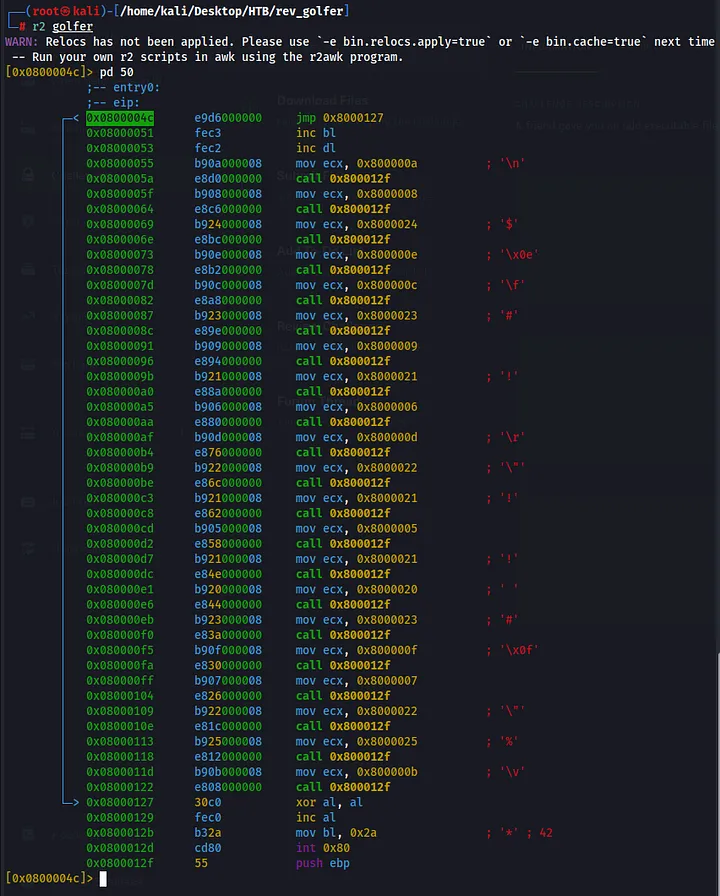 ┌──(root㉿kali)-[/home/kali/Desktop/HTB/rev_golfer]
└─# r2 golfer
WARN: Relocs has not been applied. Please use `-e bin.relocs.apply=true` or `-e bin.cache=true` next time
 -- Run your own r2 scripts in awk using the r2awk program.
[0x0800004c]> pd 50
;-- entry0:
;-- eip:
┌─< 0x0800004c e9d6000000 jmp 0x8000127
│ 0x08000051 fec3 inc bl
│ 0x08000053 fec2 inc dl
│ 0x08000055 b90a000008 mov ecx, 0x800000a ; '\n'
│ 0x0800005a e8d0000000 call 0x800012f
│ 0x0800005f b908000008 mov ecx, 0x8000008
│ 0x08000064 e8c6000000 call 0x800012f
│ 0x08000069 b924000008 mov ecx, 0x8000024 ; '$'
│ 0x0800006e e8bc000000 call 0x800012f
│ 0x08000073 b90e000008 mov ecx, 0x800000e ; '\x0e'
│ 0x08000078 e8b2000000 call 0x800012f
│ 0x0800007d b90c000008 mov ecx, 0x800000c ; '\f'
│ 0x08000082 e8a8000000 call 0x800012f
│ 0x08000087 b923000008 mov ecx, 0x8000023 ; '#'
│ 0x0800008c e89e000000 call 0x800012f
│ 0x08000091 b909000008 mov ecx, 0x8000009
│ 0x08000096 e894000000 call 0x800012f
│ 0x0800009b b921000008 mov ecx, 0x8000021 ; '!'
│ 0x080000a0 e88a000000 call 0x800012f
│ 0x080000a5 b906000008 mov ecx, 0x8000006
│ 0x080000aa e880000000 call 0x800012f
│ 0x080000af b90d000008 mov ecx, 0x800000d ; '\r'
│ 0x080000b4 e876000000 call 0x800012f
│ 0x080000b9 b922000008 mov ecx, 0x8000022 ; '\"'
│ 0x080000be e86c000000 call 0x800012f
│ 0x080000c3 b921000008 mov ecx, 0x8000021 ; '!'
│ 0x080000c8 e862000000 call 0x800012f
│ 0x080000cd b905000008 mov ecx, 0x8000005
│ 0x080000d2 e858000000 call 0x800012f
│ 0x080000d7 b921000008 mov ecx, 0x8000021 ; '!'
│ 0x080000dc e84e000000 call 0x800012f
│ 0x080000e1 b920000008 mov ecx, 0x8000020 ; ' '
│ 0x080000e6 e844000000 call 0x800012f
│ 0x080000eb b923000008 mov ecx, 0x8000023 ; '#'
│ 0x080000f0 e83a000000 call 0x800012f
│ 0x080000f5 b90f000008 mov ecx, 0x800000f ; '\x0f'
│ 0x080000fa e830000000 call 0x800012f
│ 0x080000ff b907000008 mov ecx, 0x8000007
│ 0x08000104 e826000000 call 0x800012f
│ 0x08000109 b922000008 mov ecx, 0x8000022 ; '\"'
│ 0x0800010e e81c000000 call 0x800012f
│ 0x08000113 b925000008 mov ecx, 0x8000025 ; '%'
│ 0x08000118 e812000000 call 0x800012f
│ 0x0800011d b90b000008 mov ecx, 0x800000b ; '\v'
│ 0x08000122 e808000000 call 0x800012f
└─> 0x08000127 30c0 xor al, al
0x08000129 fec0 inc al
0x0800012b b32a mov bl, 0x2a ; '*' ; 42
0x0800012d cd80 int 0x80
0x0800012f 55 push ebp
[0x0800004c]>